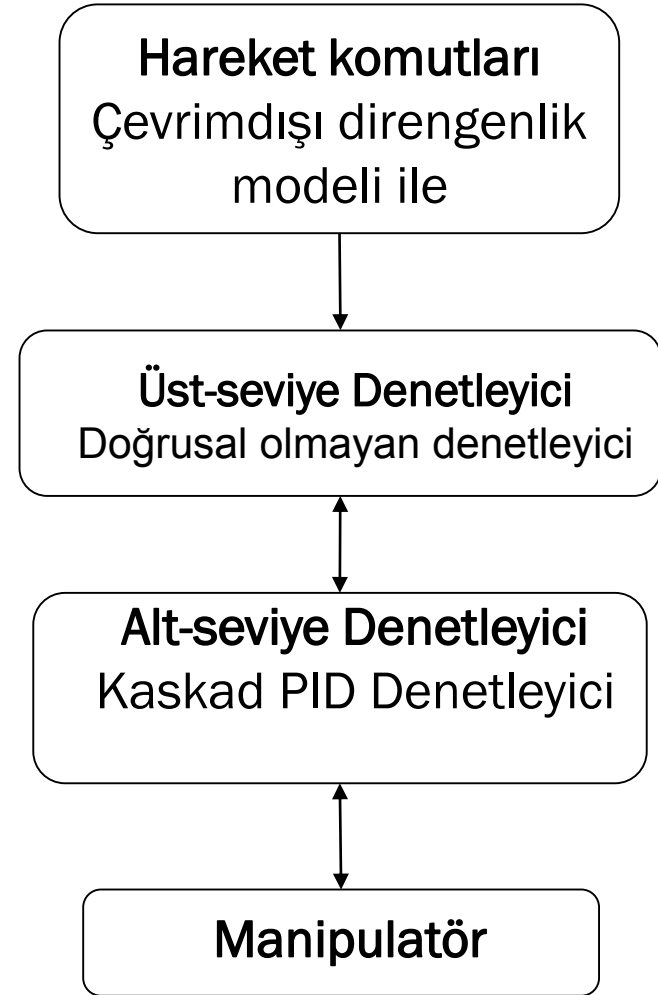 Hareket komutları
Çevrimdışı direngenlik
modeli ile
Üst-seviye Denetleyici
Doğrusal olmayan denetleyici
Alt-seviye Denetleyici
Kaskad PID Denetleyici
Manipulatör